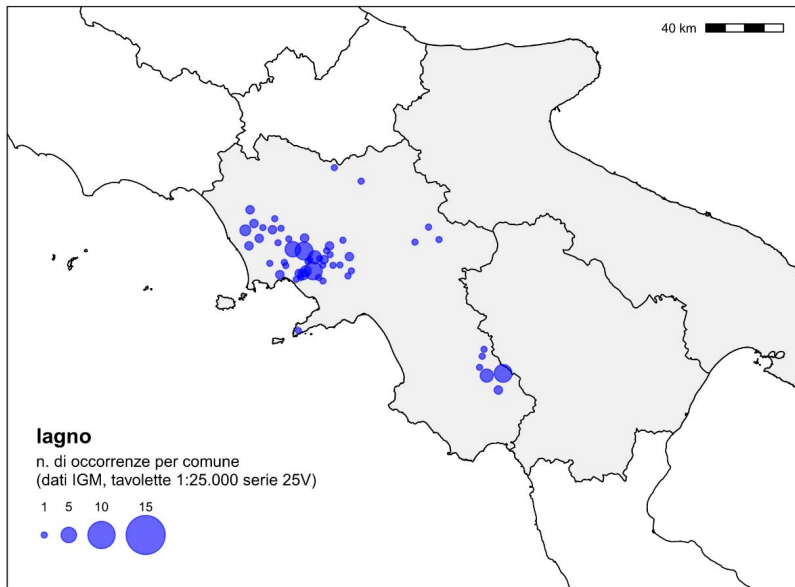 40 km
lagno
n. di occorrenze per comune
(dati IGM, tavolette 1:25.000 serie 25V)
1 5 10 15